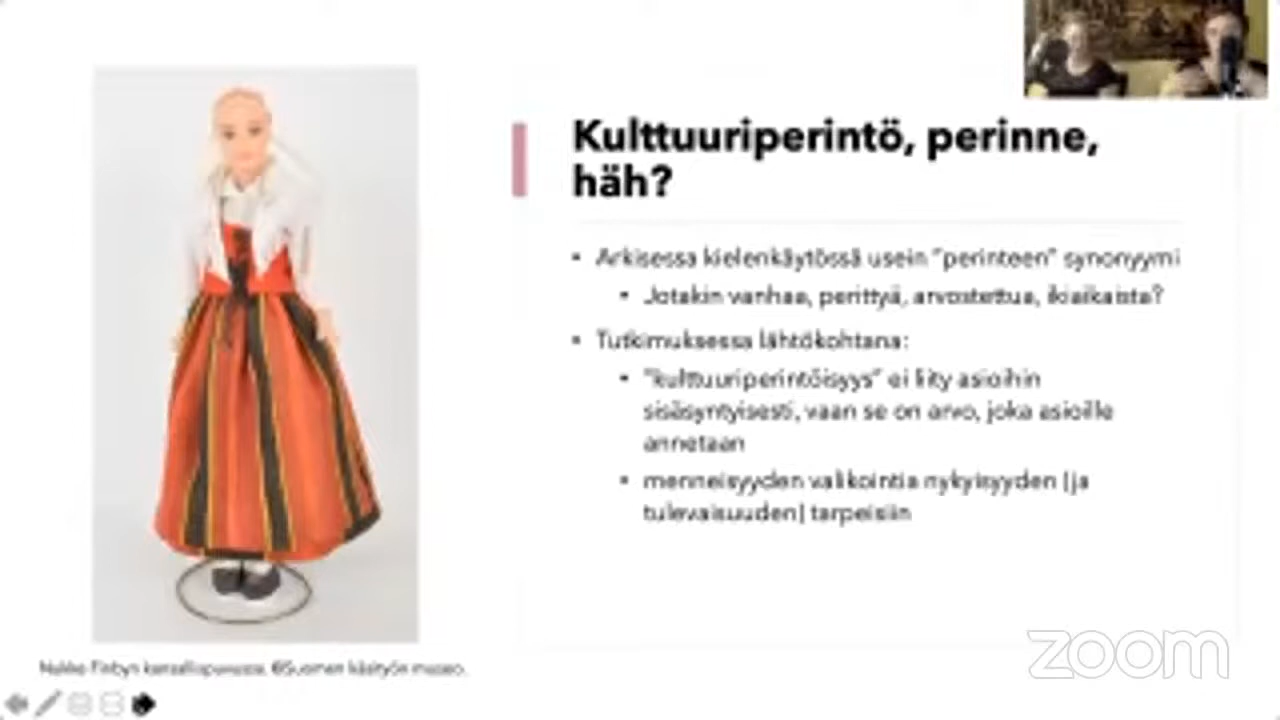 Kulttuuriperintö, perinne,
häh?
Arkisessa kielenkäytössä usein "perinteen" synonyymi
Jotakin vanhaa, perittyä, arvostettua, ikiaikaista?
Tutkimuksessa lähtökohtana:
"kulttuuriperintöisyys" ei liity asioihin
sisäsyntyisesti, vaan se on arvo, joka asioille
annetaan
menneisyyden valikointia nykyisyyden (ja
tulevaisuuden) tarpeisiin
Nukke Finbyn kansallispuvussa. ©Suomen käsityön museo.
zoom